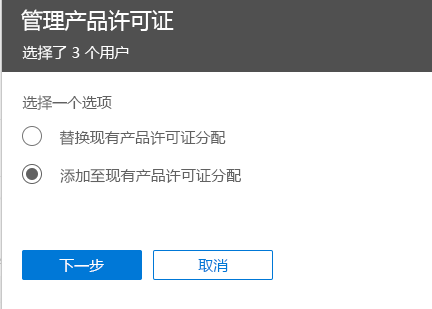 管理产品许可证
选择了 3 个用户
选择一个选项
替换现有产品许可证分配
添加至现有产品许可证分配
下一步
取消